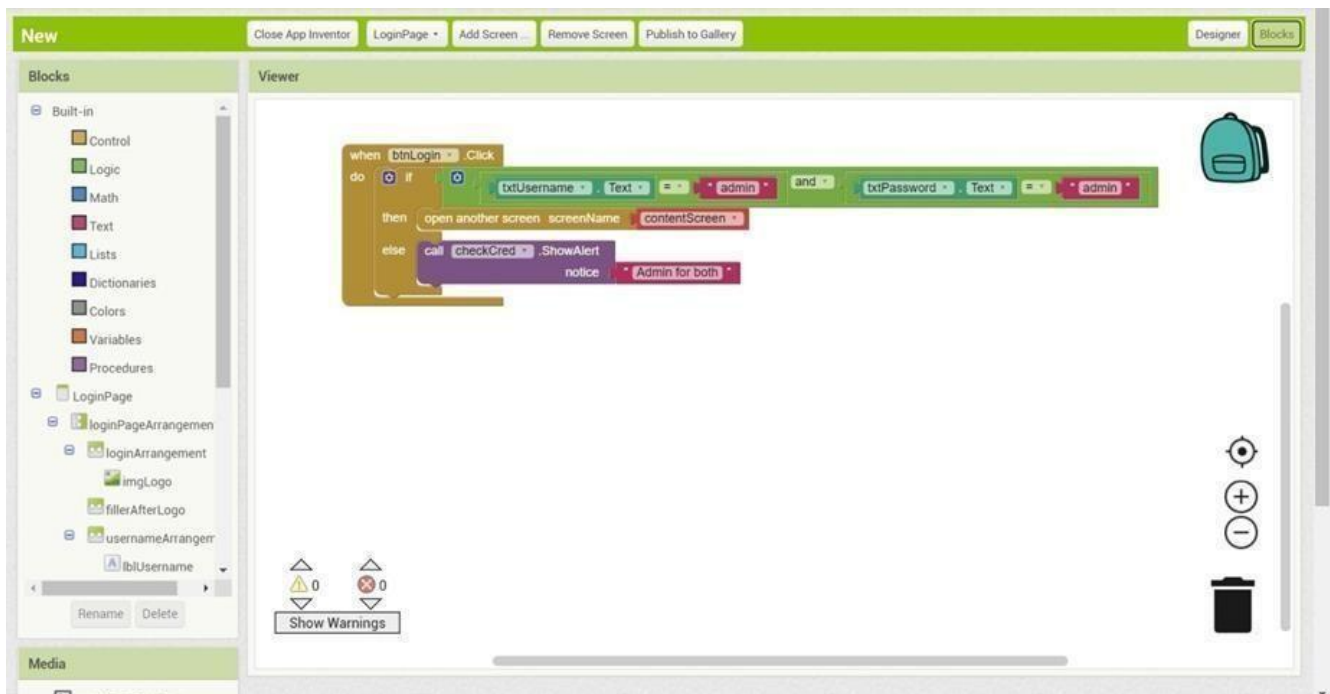 New Close App Inventor LoginPage Add Screen ... Remove Screen Publish to Gallery Designer Blocks
Blocks
Viewer
Built-in
Control
Logic
Math
Text
Lists
Dictionaries
Colors
Variables
Procedures
LoginPage
loginPageArrangemen
loginArrangement
imgLogo
fillerAfterLogo
usernameArrangem
lblUsername
Rename Delete
Media
when btnLogin .Click
do if txtUsername . Text = " admin " and txtPassword . Text = " admin "
then open another screen screenName contentScreen
else call checkCred .ShowAlert
notice " Admin for both "
0 0
Show Warnings